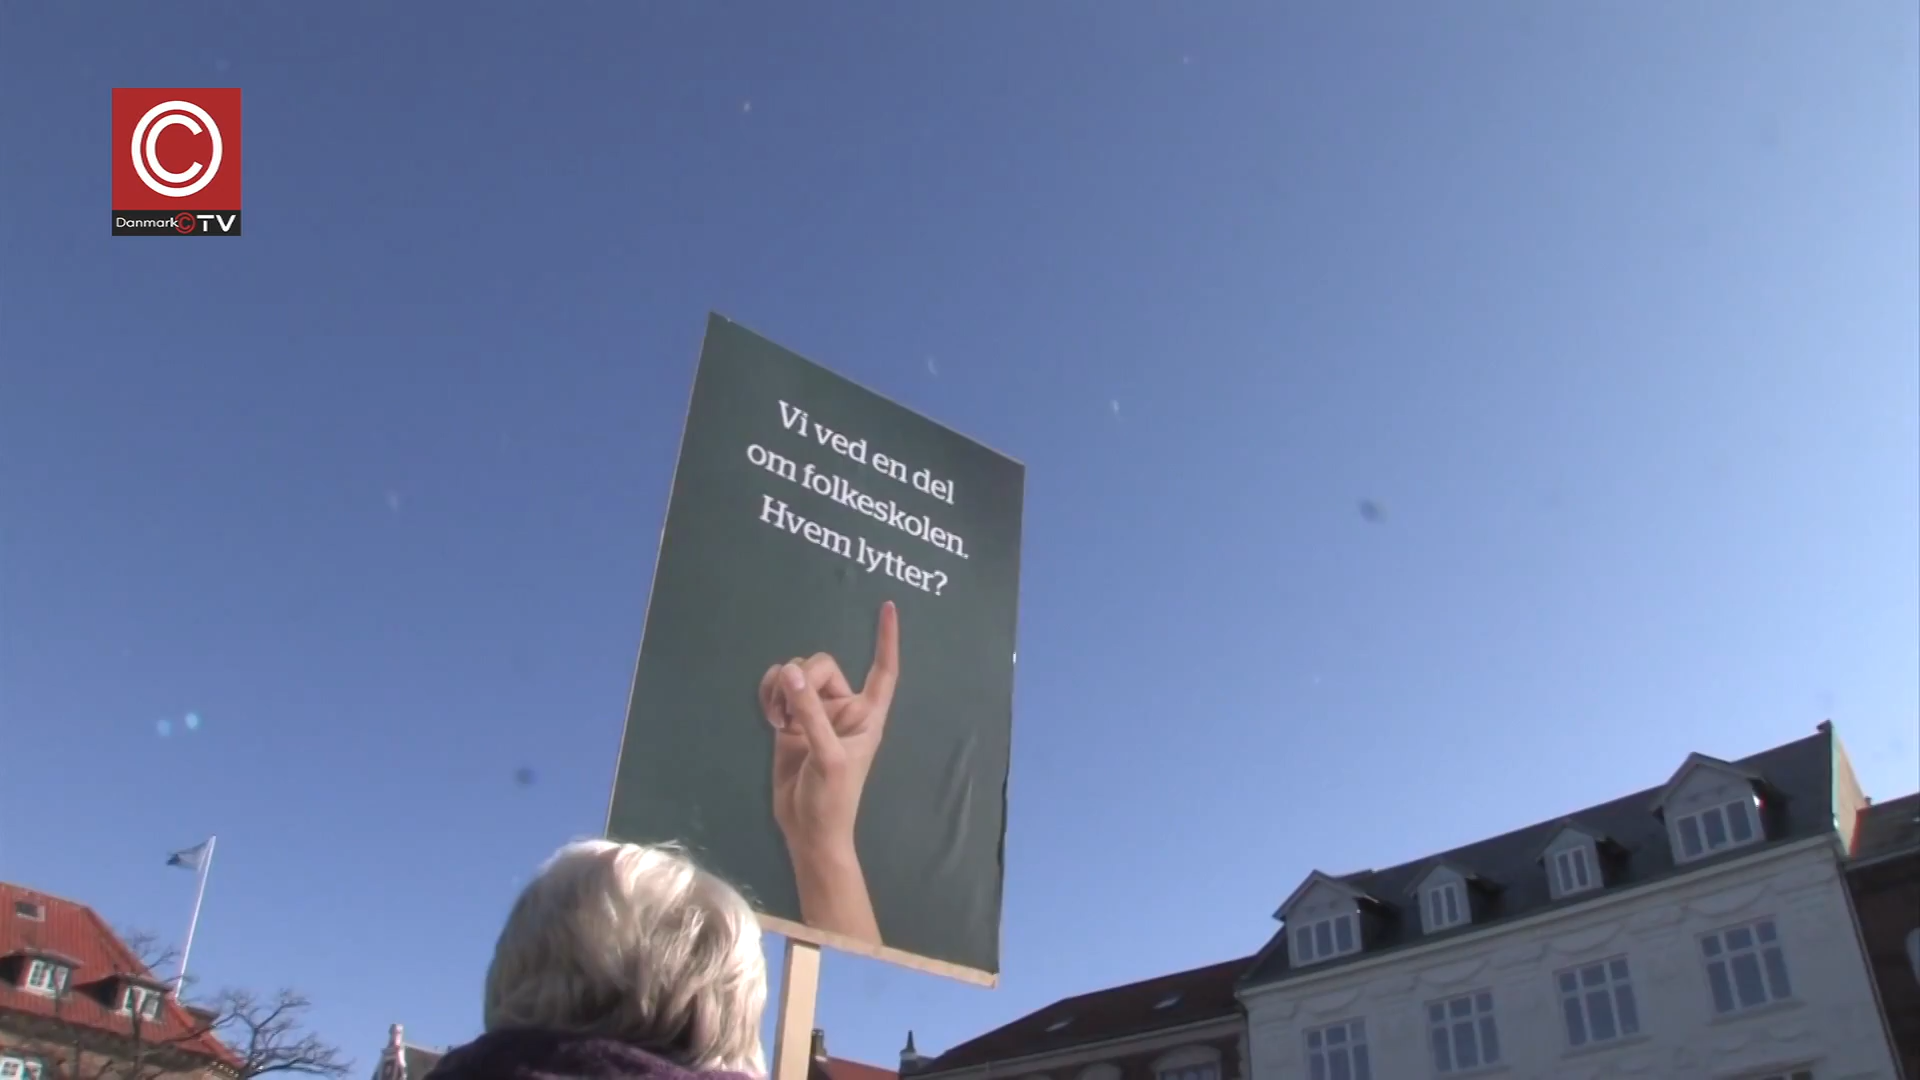 C
Danmark© TV
Vi ved en del
om folkeskolen.
Hvem lytter?